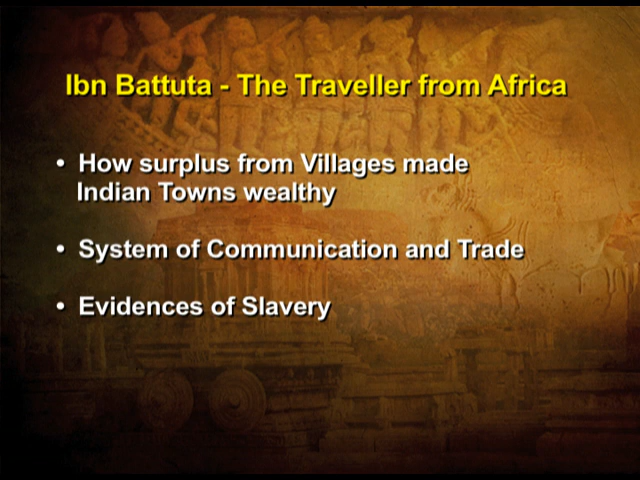 Ibn Battuta - The Traveller from Africa
• How surplus from Villages made
Indian Towns wealthy
• System of Communication and Trade
• Evidences of Slavery